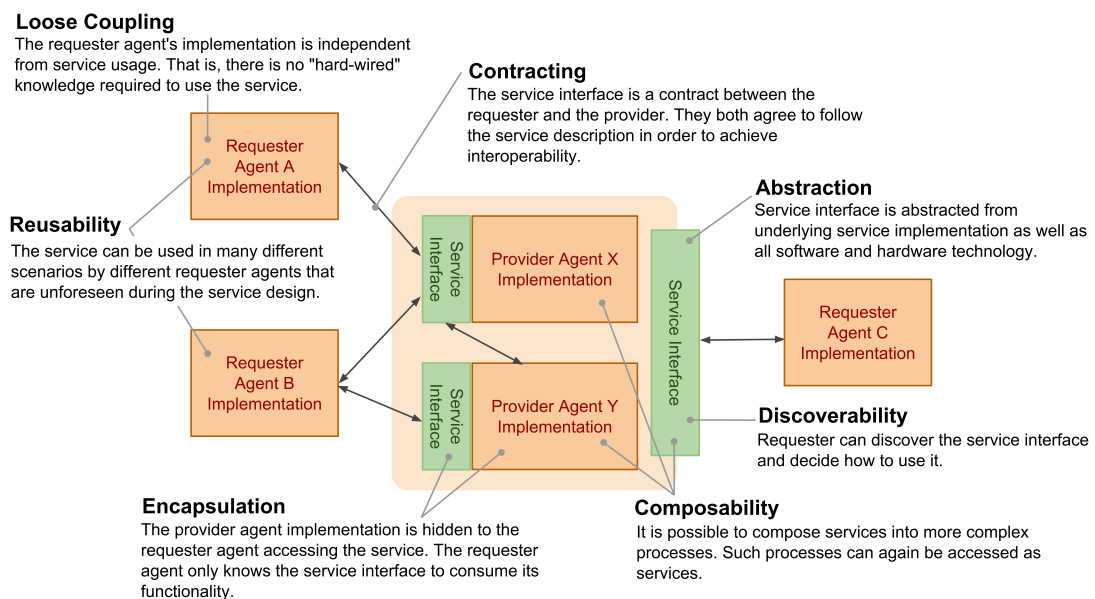 Loose Coupling
The requester agent's implementation is independent
from service usage. That is, there is no "hard-wired"
knowledge required to use the service.
Contracting
The service interface is a contract between the
requester and the provider. They both agree to follow
the service description in order to achieve
interoperability.
Requester
Agent A
Implementation
Abstraction
Service interface is abstracted from
underlying service implementation as well as
all software and hardware technology.
Reusability
The service can be used in many different
scenarios by different requester agents that
are unforeseen during the service design.
Service
Interface
Provider Agent X
Implementation
Service Interface
Requester
Agent C
Implementation
Requester
Agent B
Implementation
Service
Interface
Provider Agent Y
Implementation
Discoverability
Requester can discover the service interface
and decide how to use it.
Encapsulation
The provider agent implementation is hidden to the
requester agent accessing the service. The requester
agent only knows the service interface to consume its
functionality.
Composability
It is possible to compose services into more complex
processes. Such processes can again be accessed as
services.